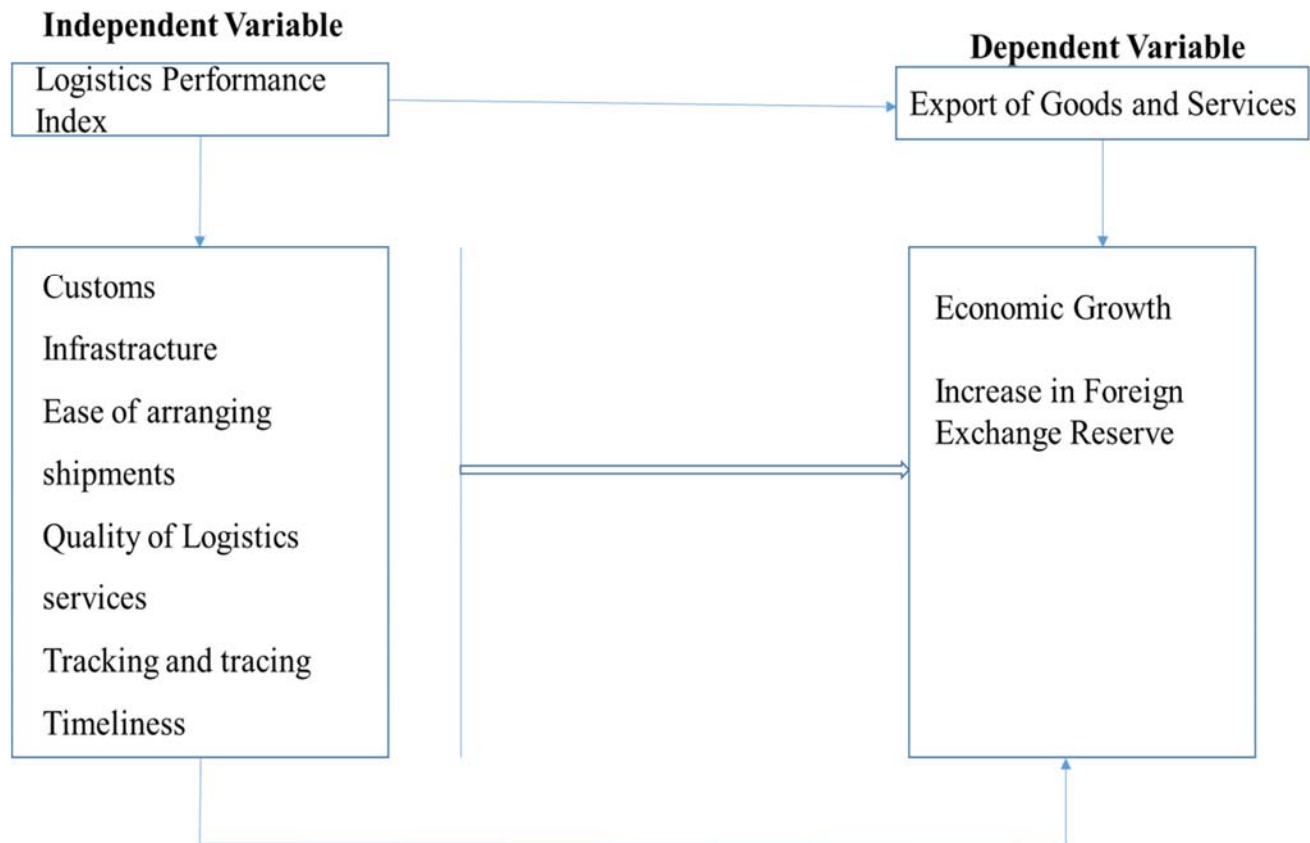 Independent Variable
Logistics Performance
Index
Dependent Variable
Export of Goods and Services
Customs
Infrastracture
Ease of arranging
shipments
Quality of Logistics
services
Tracking and tracing
Timeliness
Economic Growth
Increase in Foreign
Exchange Reserve